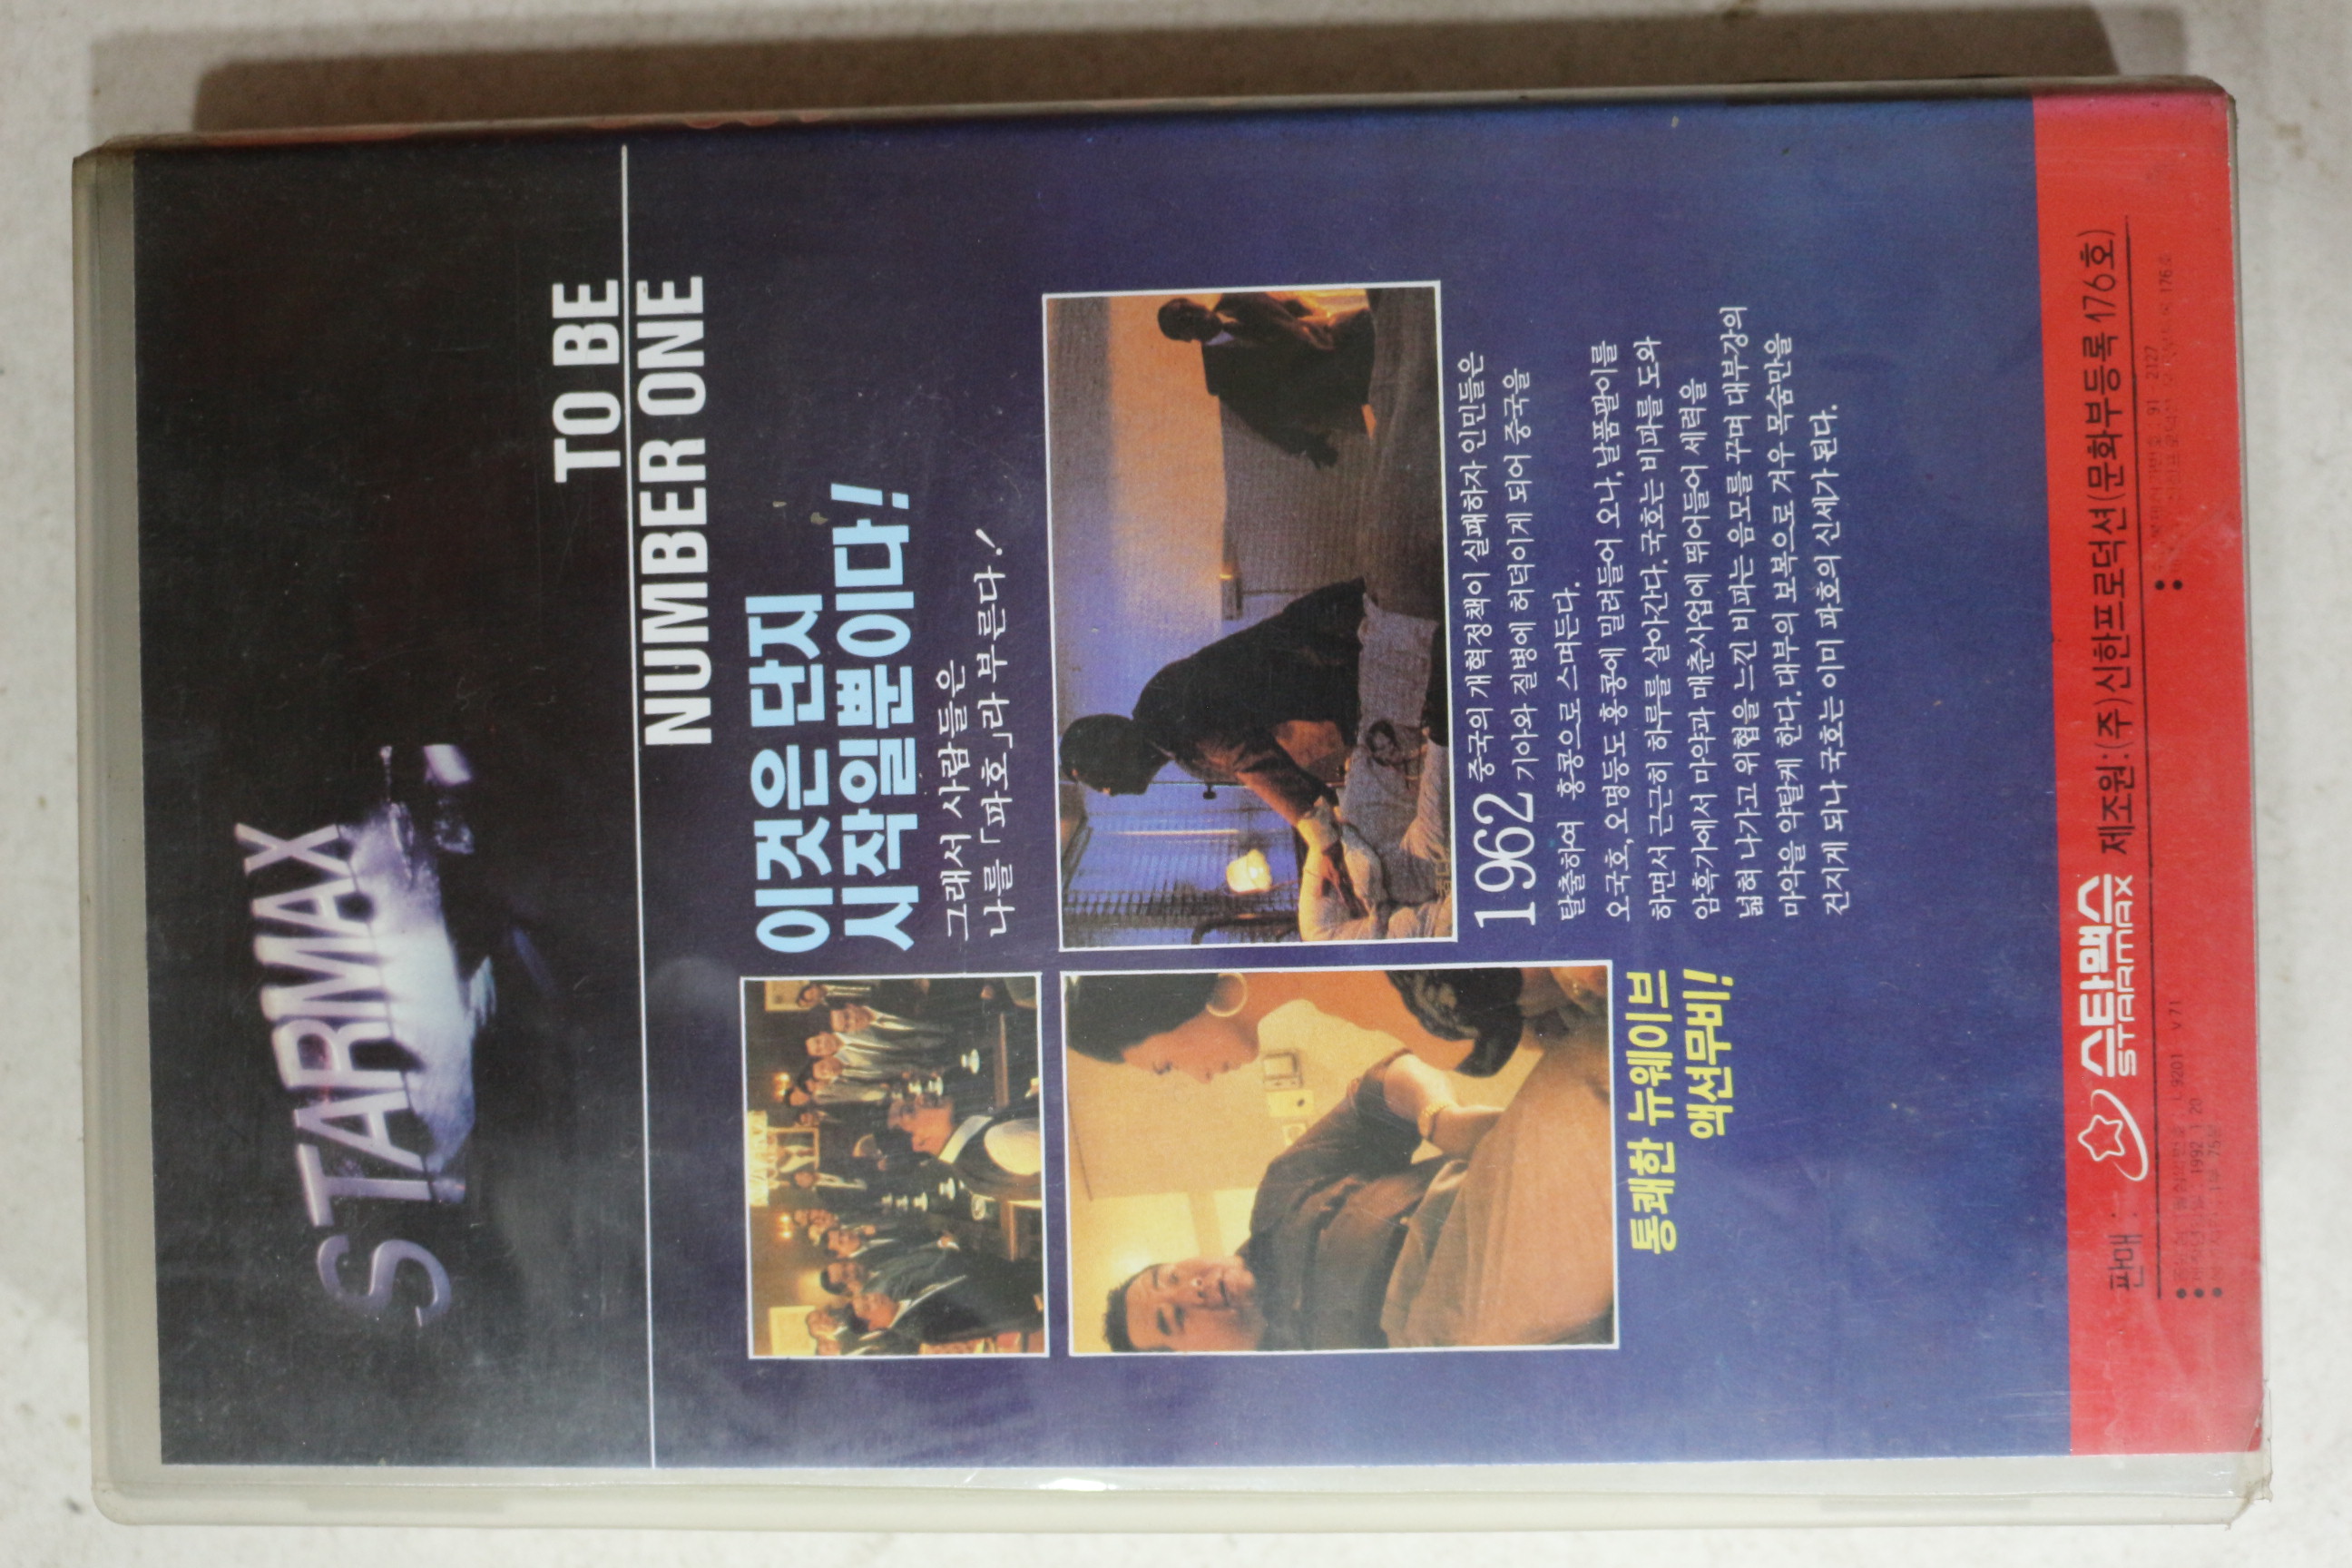 STARMAX
TO BE
NUMBER ONE
이것은 단지
시작일뿐이다!
그래서 사람들은
나를 「파호」라 부른다!
1962 중국의 개혁정책이 실패하자 인민들은
기아와 질병에 허덕이게 되어 중국을
탈출하여 홍콩으로 스며든다.
오국호, 오명등도 홍콩에 밀려들어 오나, 날품팔이를
하면서 근근히 하루를 살아간다. 국호는 비파를 도와
암흑가에서 마약과 매춘사업에 뛰어들어 세력을
넓혀 나가고 위협을 느낀 비파는 음모를 꾸며 대부강의
마약을 약탈케 한다. 대부의 보복으로 겨우 목숨만을
건지게 되나 국호는 이미 파호의 신세가 된다.
통쾌한 뉴웨이브
액션무비!
판매 : 스타맥스 제조원:(주)신한프로덕션(문화부등록 176호)
STARMAX